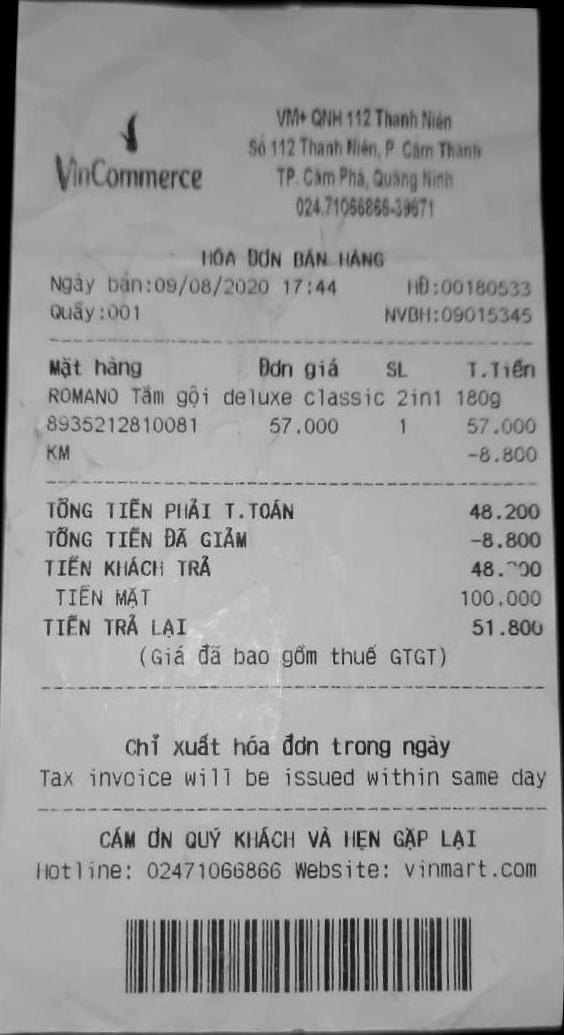 VinCommerce
VM+ QNH 112 Thanh Niên
Số 112 Thanh Niên, P. Cẩm Thành
TP. Cẩm Phả, Quảng Ninh
024.71066866-39671
HÓA ĐƠN BÁN HÀNG
Ngày bán:09/08/2020 17:44 HĐ:00180533
Quầy:001 NVBH:09015345
Mặt hàng Đơn giá SL T.Tiền
ROMANO Tắm gội deluxe classic 2in1 180g
8935212810081 57.000 1 57.000
KM -8.800
TỔNG TIỀN PHẢI T.TOÁN 48.200
TỔNG TIỀN ĐÃ GIẢM -8.800
TIỀN KHÁCH TRẢ
TIỀN MẶT 100.000
TIỀN TRẢ LẠI 51.800
(Giá đã bao gồm thuế GTGT)
Chỉ xuất hóa đơn trong ngày
Tax invoice will be issued within same day
CẢM ƠN QUÝ KHÁCH VÀ HẸN GẶP LẠI
Hotline: 02471066866 Website: vinmart.com